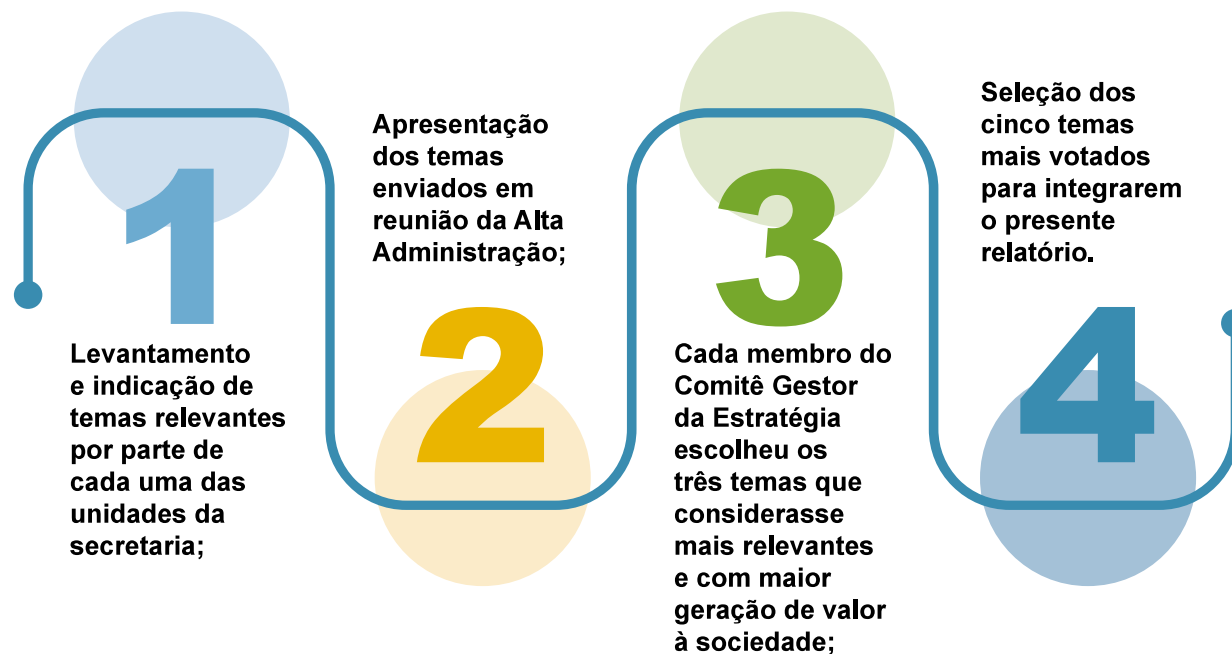 1
Levantamento
e indicação de
temas relevantes
por parte de
cada uma das
unidades da
secretaria;
Apresentação
dos temas
enviados em
reunião da Alta
Administração;
2
3
Cada membro do
Comitê Gestor
da Estratégia
escolheu os
três temas que
considerasse
mais relevantes
e com maior
geração de valor
à sociedade;
Seleção dos
cinco temas
mais votados
para integrarem
o presente
relatório.
4